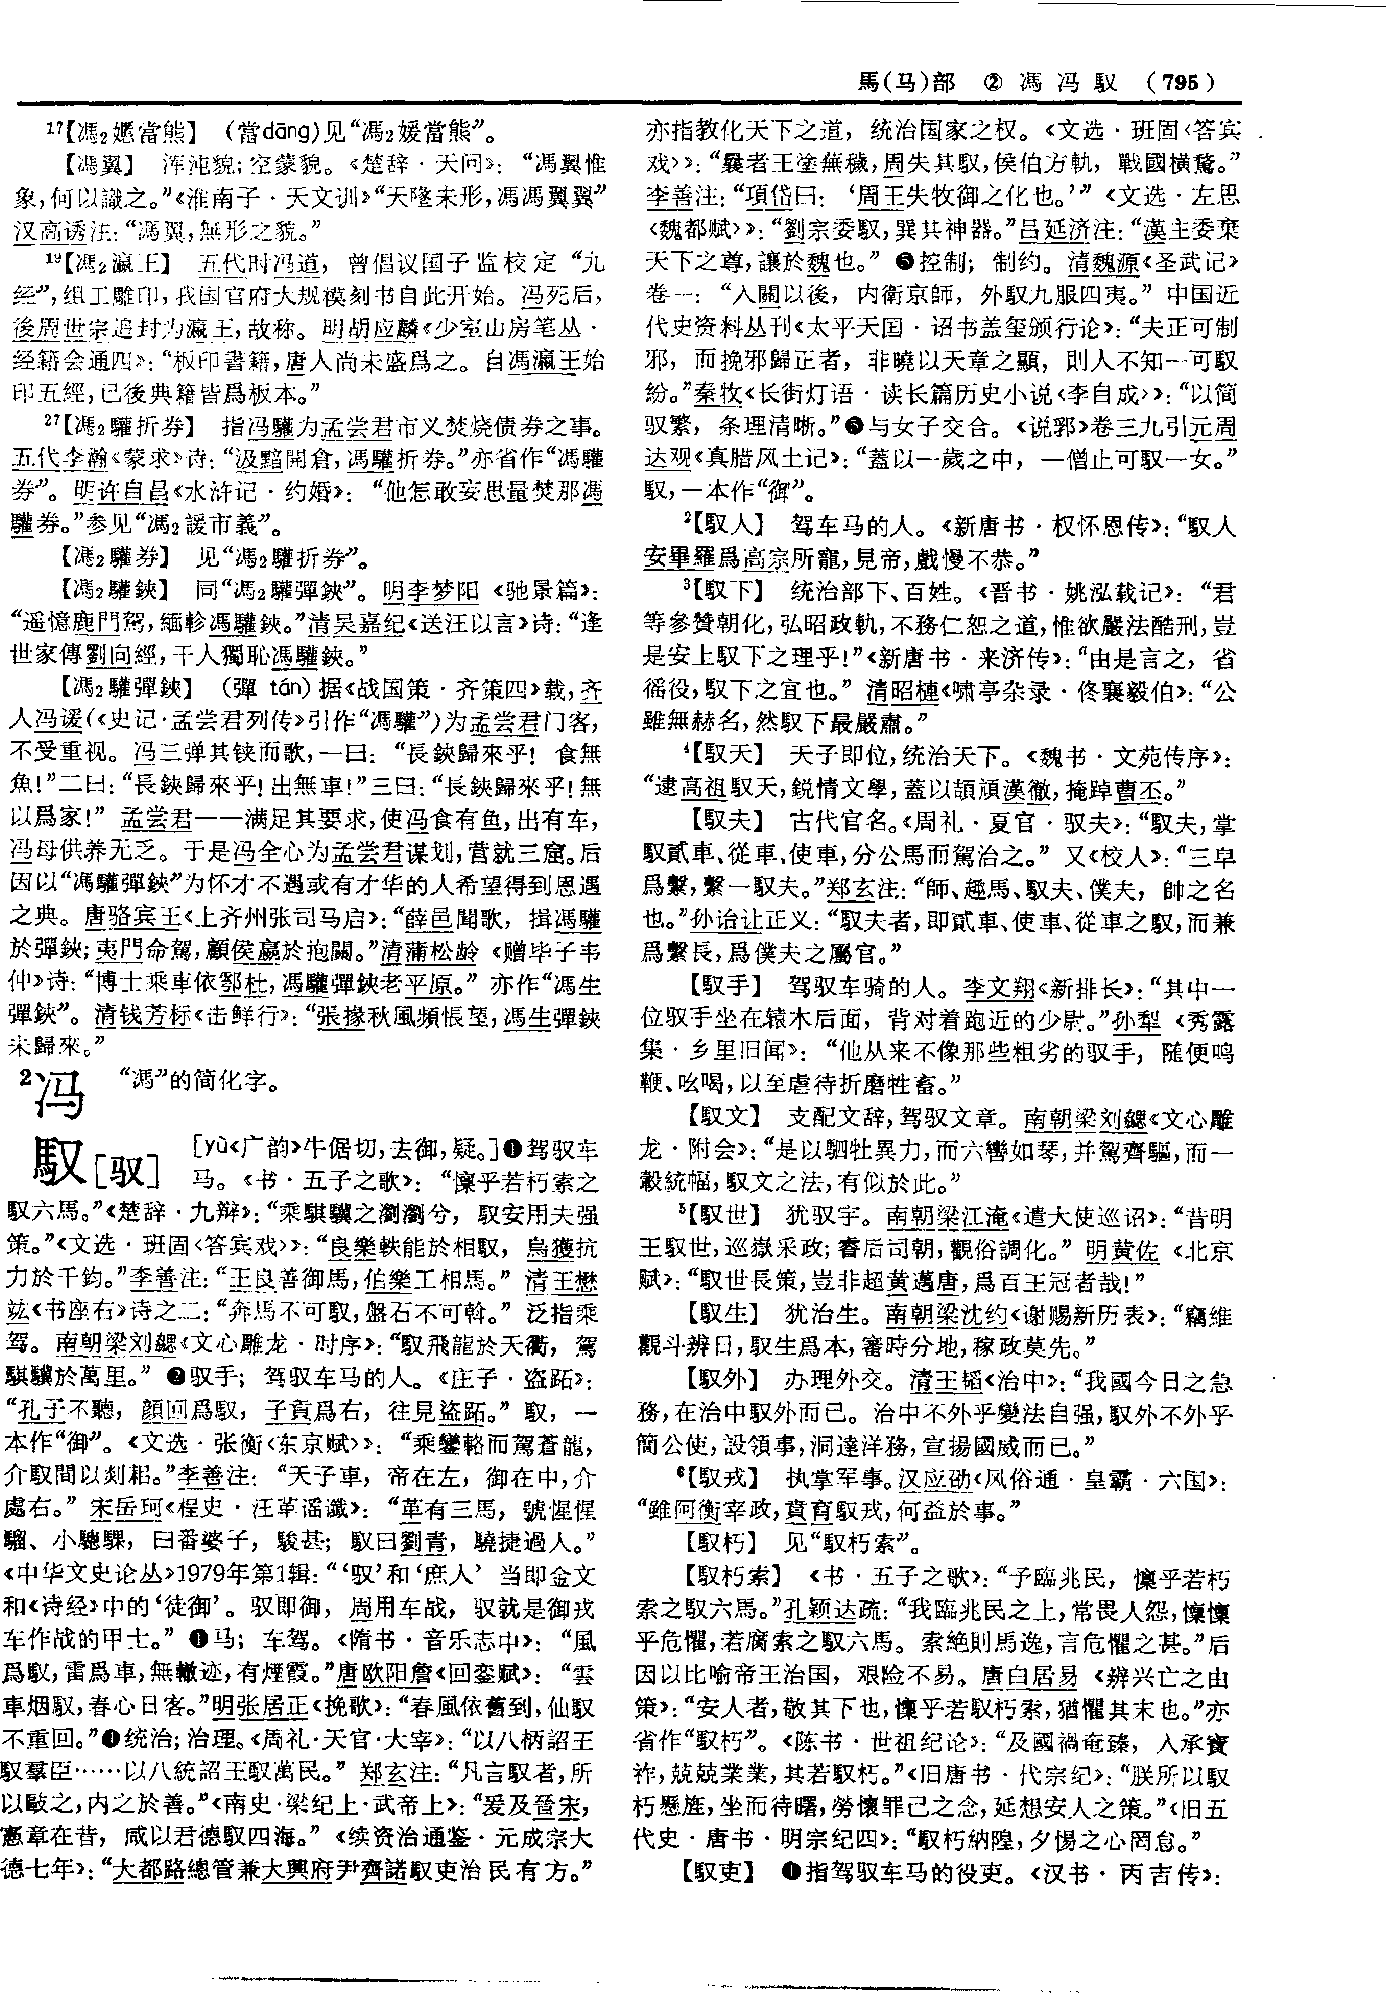 馬(马)部 ② 馮 冯 馭 (795)
17【馮2嫕當熊】 (當dāng)见“馮2媛當熊”。
【馮翼】 浑沌貌;空蒙貌。《楚辞·天问》:“馮翼惟
象,何以識之。”《淮南子·天文训》“天墜未形,馮馮翼翼”
汉高诱注:“馮翼,無形之貌。”
19【馮2瀛王】 五代时冯道,曾倡议国子监校定“九
经”,组工雕印,我国官府大规模刻书自此开始。冯死后,
後周世宗追封为瀛王,故称。明胡应麟《少室山房笔丛·
经籍会通四》:“板印書籍,唐人尚未盛爲之。自馮瀛王始
印五經,已後典籍皆爲板本。”
27【馮2驩折券】 指冯驩为孟尝君市义焚烧债券之事。
五代李瀚《蒙求》诗:“汲黯開倉,馮驩折券。”亦省作“馮驩
券”。明许自昌《水浒记·约婚》:“他怎敢妄思量焚那馮
驩券。”参见“馮2諼市義”。
【馮2驩券】 见“馮2驩折券”。
【馮2驩鋏】 同“馮2驩彈鋏”。明李梦阳《驰景篇》:
“遥憶鹿門駕,緬軫馮驩鋏。”清吴嘉纪《送汪以言》诗:“逢
世家傳劉向經,干人獨恥馮驩鋏。”
【馮2驩彈鋏】 (彈 tán)据《战国策·齐策四》载,齐
人冯谖(《史记·孟尝君列传》引作“馮驩”)为孟尝君门客,
不受重视。冯三弹其铗而歌,一曰:“長鋏歸來乎!食無
魚!”二曰:“長鋏歸來乎!出無車!”三曰:“長鋏歸來乎!無
以爲家!”孟尝君一一满足其要求,使冯食有鱼,出有车,
冯母供养无乏。于是冯全心为孟尝君谋划,营就三窟。后
因以“馮驩彈鋏”为怀才不遇或有才华的人希望得到恩遇
之典。唐骆宾王《上齐州张司马启》:“薛邑聞歌,揖馮驩
於彈鋏;夷門命駕,顧侯嬴於抱關。”清蒲松龄《赠毕子韦
仲》诗:“博士乘車依鄠杜,馮驩彈鋏老平原。”亦作“馮生
彈鋏”。清钱芳标《击鲜行》:“張掾秋風頻悵望,馮生彈鋏
未歸來。”
2冯 “馮”的简化字。
馭[驭] [yù《广韵》牛倨切,去御,疑。]❶驾驭车
马。《书·五子之歌》:“懍乎若朽索之
馭六馬。”《楚辞·九辩》:“乘騏驥之瀏瀏兮,馭安用夫强
策。”《文选·班固〈答宾戏〉》:“良樂軼能於相馭,烏獲抗
力於千鈞。”李善注:“王良善御馬,伯樂工相馬。”清王懋
竑《书座右》诗之二:“奔馬不可馭,盤石不可斡。”泛指乘
驾。南朝梁刘勰《文心雕龙·时序》:“馭飛龍於天衢,駕
騏驥於萬里。”❷驭手;驾驭车马的人。《庄子·盗跖》:
“孔子不聽,顔回爲馭,子貢爲右,往見盜跖。”馭,一
本作“御”。《文选·张衡〈东京赋〉》:“乘鑾輅而駕蒼龍,
介馭間以剡耜。”李善注:“天子車,帝在左,御在中,介
處右。”宋岳珂《桯史·汪革谣谶》:“革有三馬,號惺惺
騮、小驄騍,曰番婆子,駿甚;馭曰劉青,驍捷過人。”
《中华文史论丛》1979年第1辑:“‘驭’和‘庶人’当即金文
和《诗经》中的‘徒御’。驭即御,周用车战,驭就是御戎
车作战的甲士。”❸马;车驾。《隋书·音乐志中》:“風
爲馭,雷爲車,無轍迹,有煙霞。”唐欧阳詹《回銮赋》:“雲
車烟馭,春心日客。”明张居正《挽歌》:“春風依舊到,仙馭
不重回。”❹统治;治理。《周礼·天官·大宰》:“以八柄詔王
馭羣臣……以八統詔王馭萬民。”郑玄注:“凡言馭者,所
以敺之,内之於善。”《南史·梁纪上·武帝上》:“爰及晉宋,
憲章在昔,咸以君德馭四海。”《续资治通鉴·元成宗大
德七年》:“大都路總管兼大興府尹齊諾馭吏治民有方。”
亦指教化天下之道,统治国家之权。《文选·班固〈答宾
戏〉》:“曩者王塗蕪穢,周失其馭,侯伯方軌,戰國横騖。”
李善注:“項岱曰:‘周王失牧御之化也。’”《文选·左思
〈魏都赋〉》:“劉宗委馭,巽其神器。”吕延济注:“漢主委棄
天下之尊,讓於魏也。”❺控制;制约。清魏源《圣武记》
卷一:“入關以後,内衛京師,外馭九服四夷。”中国近
代史资料丛刊《太平天囯·诏书盖玺颁行论》:“夫正可制
邪,而挽邪歸正者,非曉以天章之顯,則人不知一可馭
紛。”秦牧《长街灯语·读长篇历史小说〈李自成〉》:“以简
驭繁,条理清晰。”❻与女子交合。《说郛》卷三九引元周
达观《真腊风土记》:“蓋以一歲之中,一僧止可馭一女。”
馭,一本作“御”。
2【馭人】 驾车马的人。《新唐书·权怀恩传》:“馭人
安畢羅爲高宗所寵,見帝,戲慢不恭。”
3【馭下】 统治部下、百姓。《晋书·姚泓载记》:“君
等參贊朝化,弘昭政軌,不務仁恕之道,惟欲嚴法酷刑,豈
是安上馭下之理乎!”《新唐书·来济传》:“由是言之,省
徭役,馭下之宜也。”清昭梿《啸亭杂录·佟襄毅伯》:“公
雖無赫名,然馭下最嚴肅。”
4【馭天】 天子即位,统治天下。《魏书·文苑传序》:
“逮高祖馭天,鋭情文學,蓋以頡頏漢徹,掩踔曹丕。”
【馭夫】 古代官名。《周礼·夏官·驭夫》:“馭夫,掌
馭貳車、從車、使車,分公馬而駕治之。”又《校人》:“三皁
爲繫,繫一馭夫。”郑玄注:“師、趣馬、馭夫、僕夫,帥之名
也。”孙诒让正义:“馭夫者,即貳車、使車、從車之馭,而兼
爲繫長,爲僕夫之屬官。”
【馭手】 驾驭车骑的人。李文翔《新排长》:“其中一
位驭手坐在辕木后面,背对着跑近的少尉。”孙犁《秀露
集·乡里旧闻》:“他从来不像那些粗劣的驭手,随便鸣
鞭、吆喝,以至虐待折磨牲畜。”
【馭文】 支配文辞,驾驭文章。南朝梁刘勰《文心雕
龙·附会》:“是以駟牡異力,而六轡如琴,并駕齊驅,而一
轂統輻,馭文之法,有似於此。”
5【馭世】 犹驭宇。南朝梁江淹《遣大使巡诏》:“昔明
王馭世,巡嶽采政;睿后司朝,觀俗調化。”明黄佐《北京
赋》:“馭世長策,豈非超黄邁唐,爲百王冠者哉!”
【馭生】 犹治生。南朝梁沈约《谢赐新历表》:“竊維
觀斗辨日,馭生爲本,審時分地,稼政莫先。”
【馭外】 办理外交。清王韬《治中》:“我國今日之急
務,在治中馭外而已。治中不外乎變法自强,馭外不外乎
簡公使,設領事,洞達洋務,宣揚國威而已。”
6【馭戎】 执掌军事。汉应劭《风俗通·皇霸·六国》:
“雖阿衡宰政,賁育馭戎,何益於事。”
【馭朽】 见“馭朽索”。
【馭朽索】 《书·五子之歌》:“予臨兆民,懍乎若朽
索之馭六馬。”孔颖达疏:“我臨兆民之上,常畏人怨,懍懍
乎危懼,若腐索之馭六馬。索絶則馬逸,言危懼之甚。”后
因以比喻帝王治国,艰险不易。唐白居易《辨兴亡之由
策》:“安人者,敬其下也,懍乎若馭朽索,猶懼其末也。”亦
省作“馭朽”。《陈书·世祖纪论》:“及國禍奄臻,入承寶
祚,兢兢業業,其若馭朽。”《旧唐书·代宗纪》:“朕所以馭
朽懸旌,坐而待曙,勞懷罪己之念,延想安人之策。”《旧五
代史·唐书·明宗纪四》:“馭朽納隍,夕惕之心罔怠。”
【馭吏】 ❶指驾驭车马的役吏。《汉书·丙吉传》: